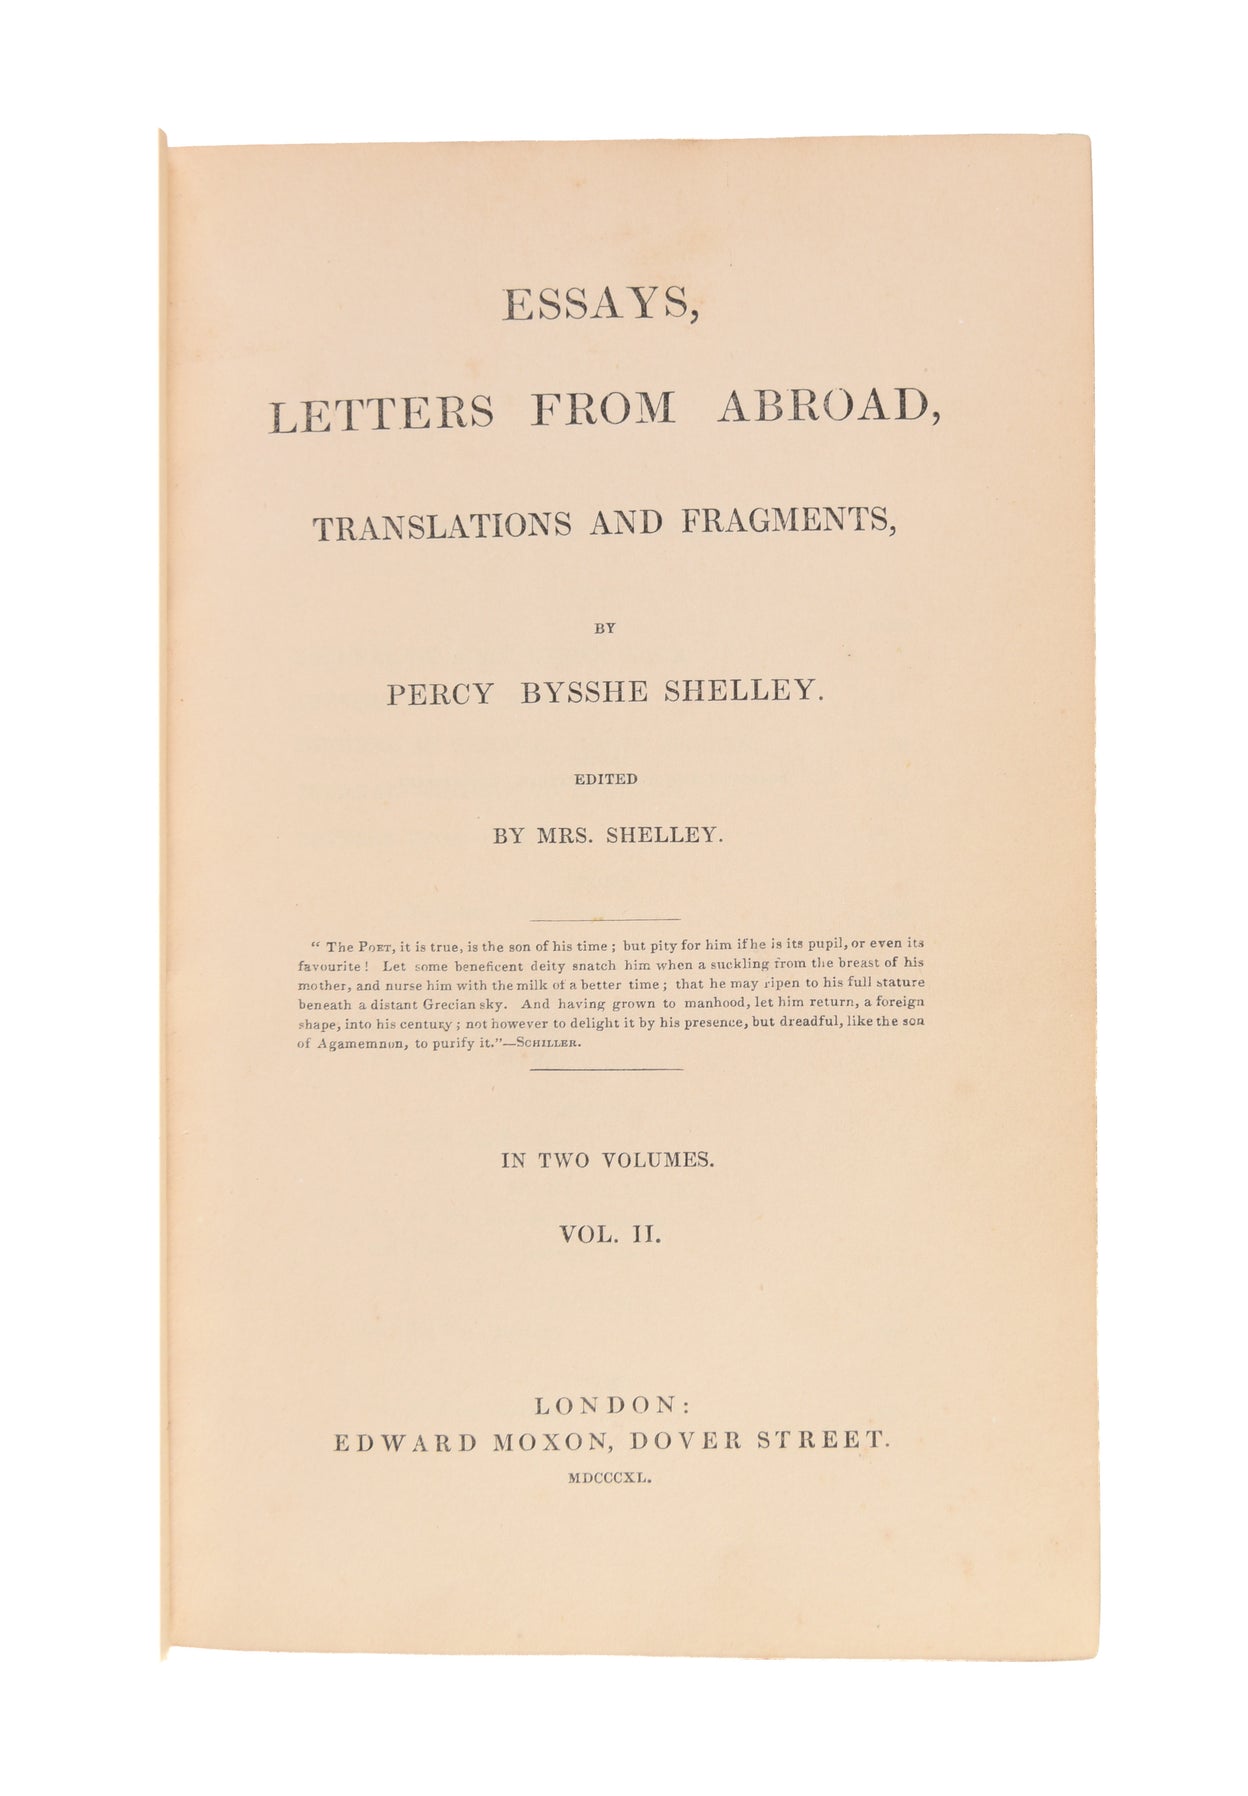 ESSAYS,
LETTERS FROM ABROAD,
TRANSLATIONS AND FRAGMENTS,
BY
PERCY BYSSHE SHELLEY.
EDITED
BY MRS. SHELLEY.
“ The POET, it is true, is the son of his time ; but pity for him if he is its pupil, or even its
favourite ! Let some beneficent deity snatch him when a suckling from the breast of his
mother, and nurse him with the milk of a better time ; that he may ripen to his full stature
beneath a distant Grecian sky. And having grown to manhood, let him return, a foreign
shape, into his century ; not however to delight it by his presence, but dreadful, like the son
of Agamemnon, to purify it.”—SCHILLER.
IN TWO VOLUMES.
VOL. II.
LONDON:
EDWARD MOXON, DOVER STREET.
MDCCCXL.